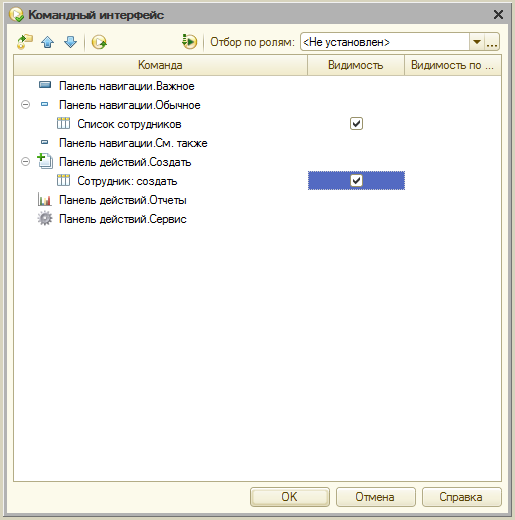 Командный интерфейс
Отбор по ролям: <Не установлен>
Команда Видимость Видимость по ...
Панель навигации.Важное
Панель навигации.Обычное
Список сотрудников
Панель навигации.См. также
Панель действий.Создать
Сотрудник: создать
Панель действий.Отчеты
Панель действий.Сервис
OK Отмена Справка